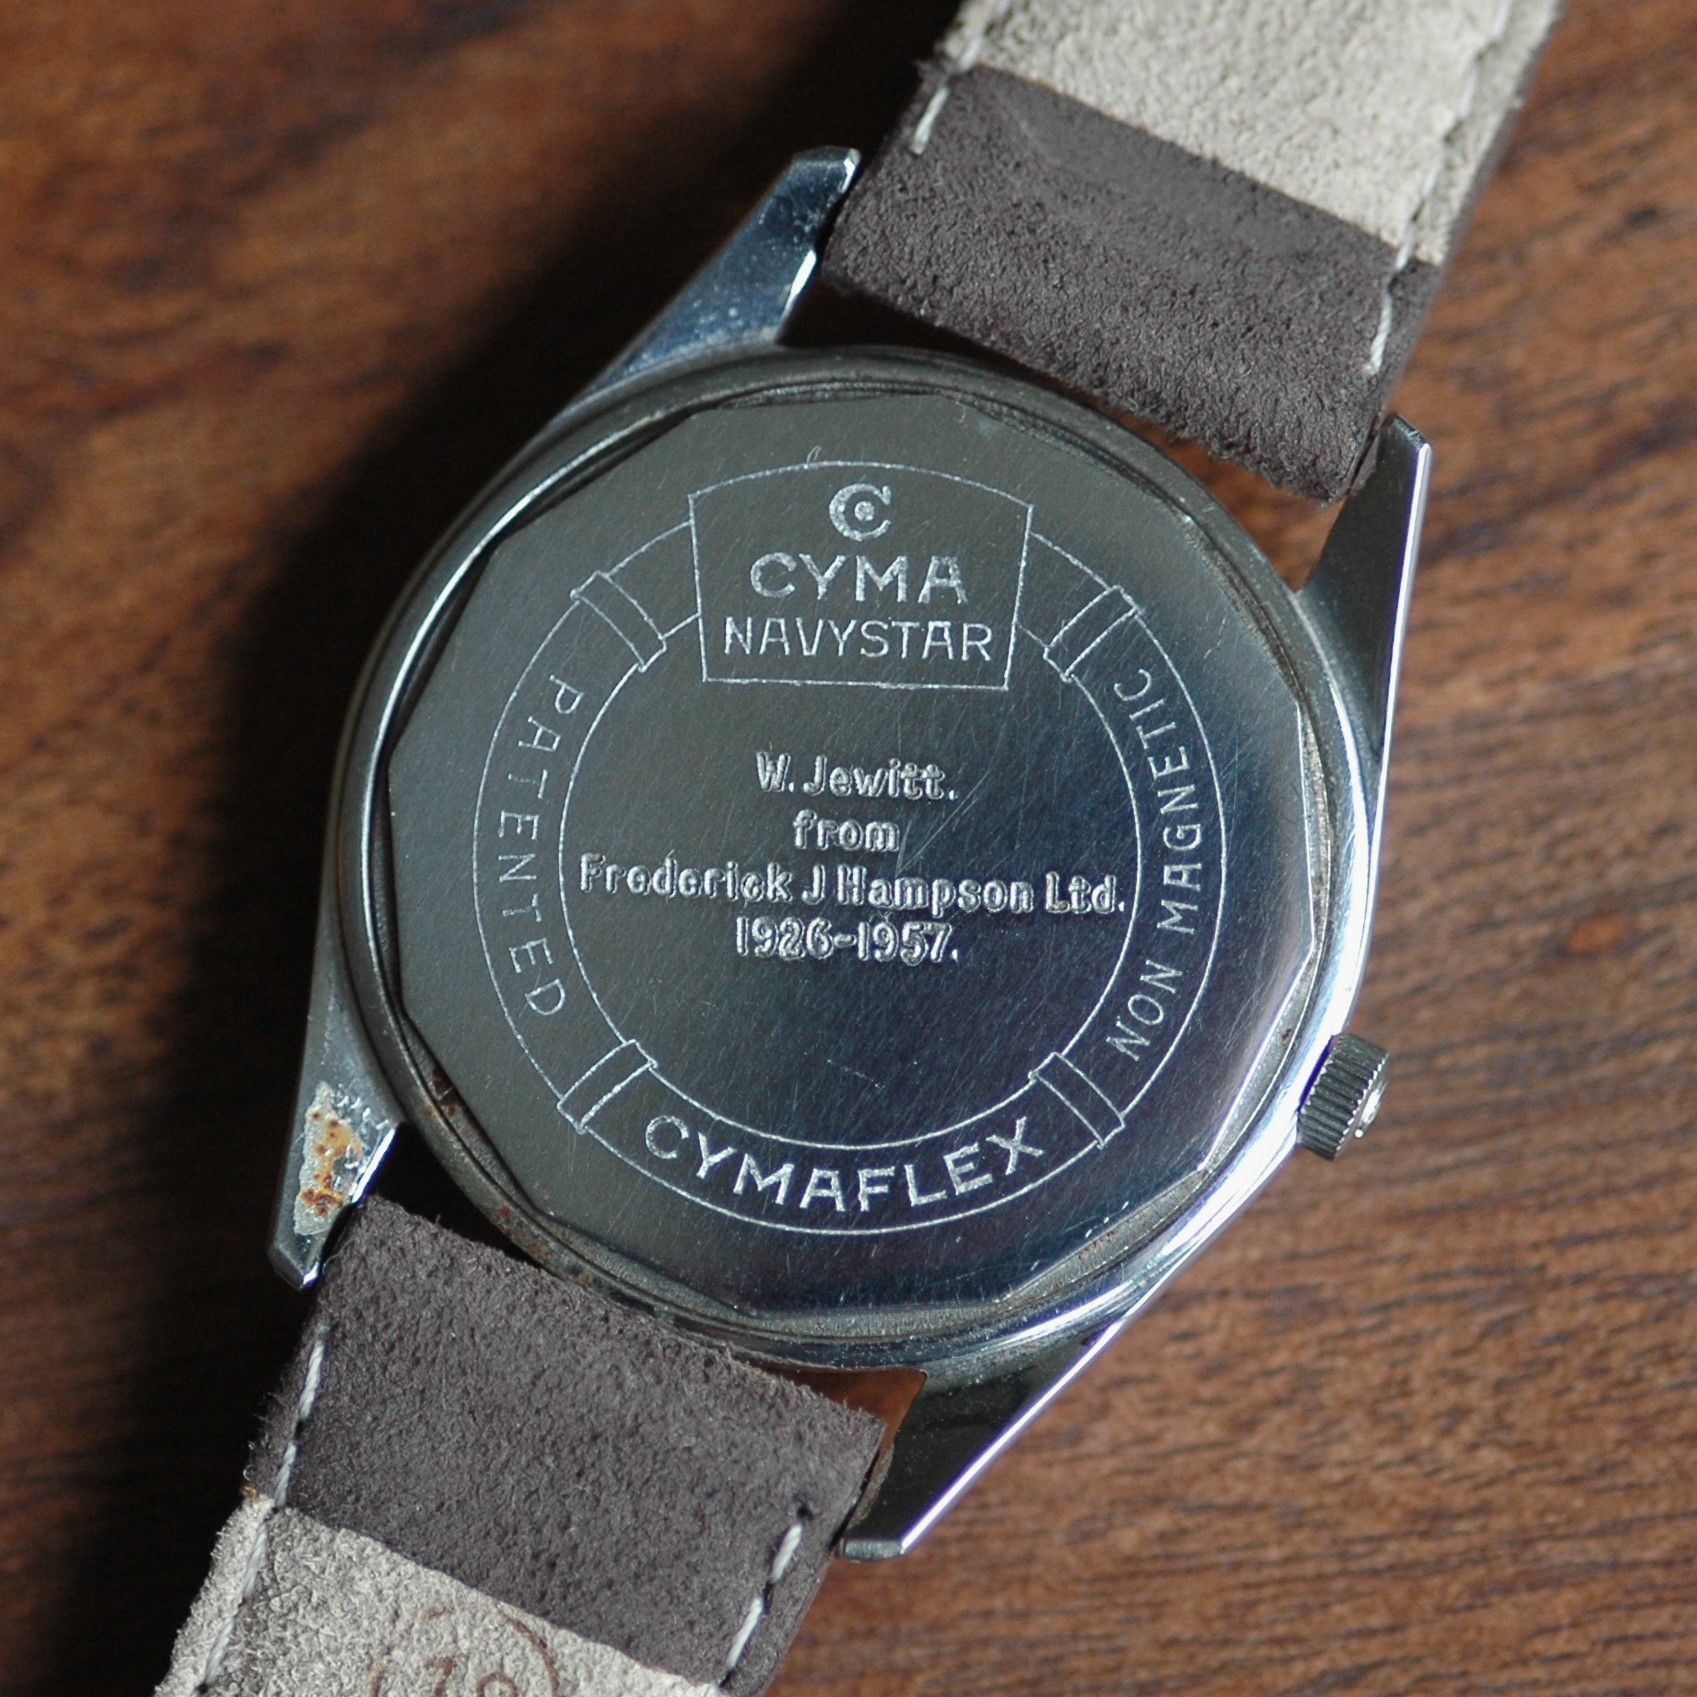 C
CYMA
NAVYSTAR
PATENTED
NON MAGNETIC
W. Jewitt.
from
Frederick J Hampson Ltd.
1926-1957.
CYMAFLEX